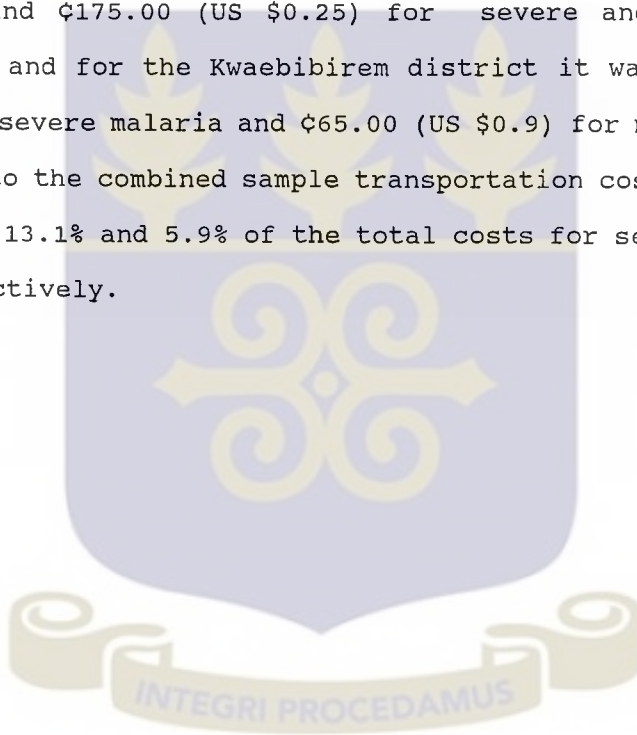 nd ¢175.00 (US $0.25) for severe an
and for the Kwaebibirem district it wa
severe malaria and ¢65.00 (US $0.9) for
o the combined sample transportation cos
13.1% and 5.9% of the total costs for se
ctively.
INTEGRI PROCEDAMUS